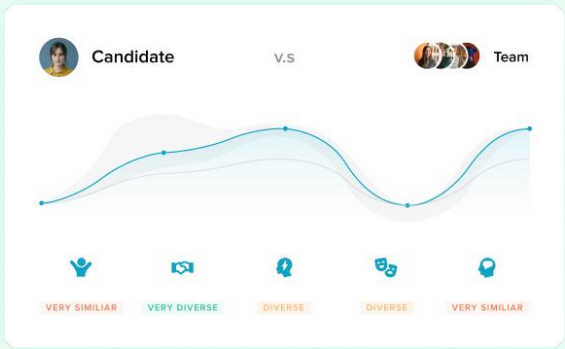 Candidate
v.s
Team
VERY SIMILIAR
VERY DIVERSE
DIVERSE
DIVERSE
VERY SIMILIAR